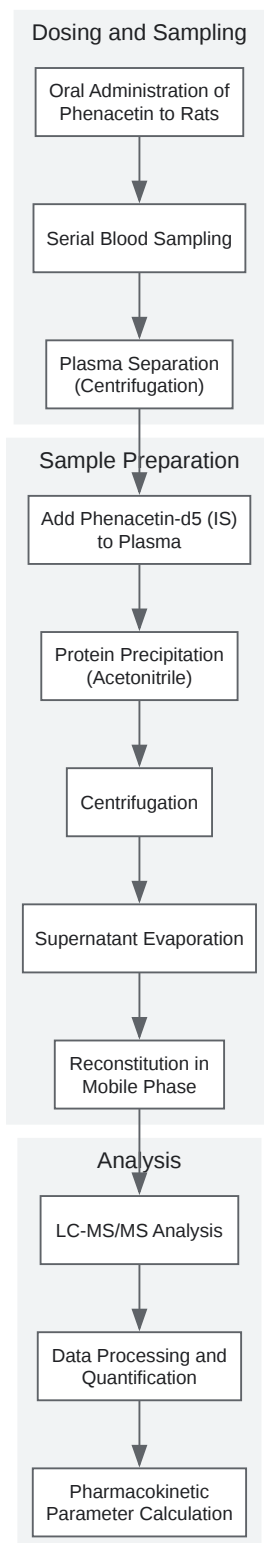 Dosing and Sampling
Oral Administration of
Phenacetin to Rats
Serial Blood Sampling
Plasma Separation
(Centrifugation)
Sample Preparation
Add Phenacetin-d5 (IS)
to Plasma
Protein Precipitation
(Acetonitrile)
Centrifugation
Supernatant Evaporation
Reconstitution in
Mobile Phase
Analysis
LC-MS/MS Analysis
Data Processing and
Quantification
Pharmacokinetic
Parameter Calculation